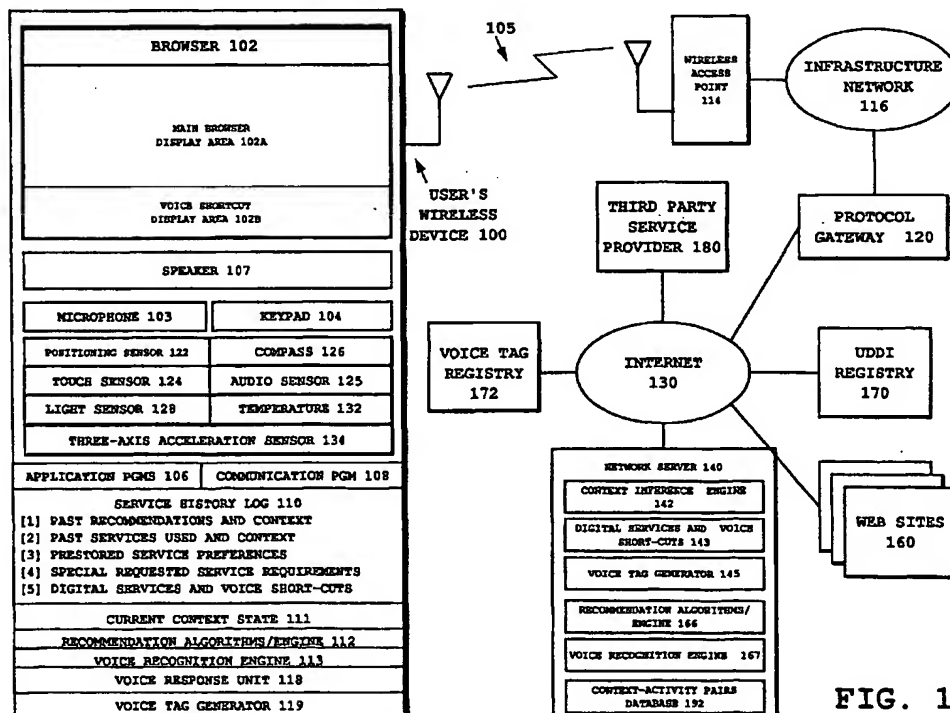 BROWSER 102
MAIN BROWSER
DISPLAY AREA 102A
VOICE SHORTCUT
DISPLAY AREA 102B
SPEAKER 107
MICROPHONE 103
KEYPAD 104
POSITIONING SENSOR 122
COMPASS 126
TOUCH SENSOR 124
AUDIO SENSOR 125
LIGHT SENSOR 128
TEMPERATURE 132
THREE-AXIS ACCELERATION SENSOR 134
APPLICATION PGMS 106
COMMUNICATION PGM 108
SERVICE HISTORY LOG 110
[1] PAST RECOMMENDATIONS AND CONTEXT
[2] PAST SERVICES USED AND CONTEXT
[3] PRESTORED SERVICE PREFERENCES
[4] SPECIAL REQUESTED SERVICE REQUIREMENTS
[5] DIGITAL SERVICES AND VOICE SHORT-CUTS
CURRENT CONTEXT STATE 111
RECOMMENDATION ALGORITHMS/ENGINE 112
VOICE RECOGNITION ENGINE 113
VOICE RESPONSE UNIT 118
VOICE TAG GENERATOR 119
105
USER'S
WIRELESS
DEVICE 100
WIRELESS
ACCESS
POINT
114
INFRASTRUCTURE
NETWORK
116
THIRD PARTY
SERVICE
PROVIDER 180
PROTOCOL
GATEWAY 120
VOICE TAG
REGISTRY
172
INTERNET
130
UDDI
REGISTRY
170
NETWORK SERVER 140
CONTEXT INFERENCE ENGINE
142
DIGITAL SERVICES AND VOICE
SHORT-CUTS 143
VOICE TAG GENERATOR 145
RECOMMENDATION ALGORITHMS/
ENGINE 166
VOICE RECOGNITION ENGINE 167
CONTEXT-ACTIVITY PAIRS
DATABASE 192
WEB SITES
160
FIG. 1